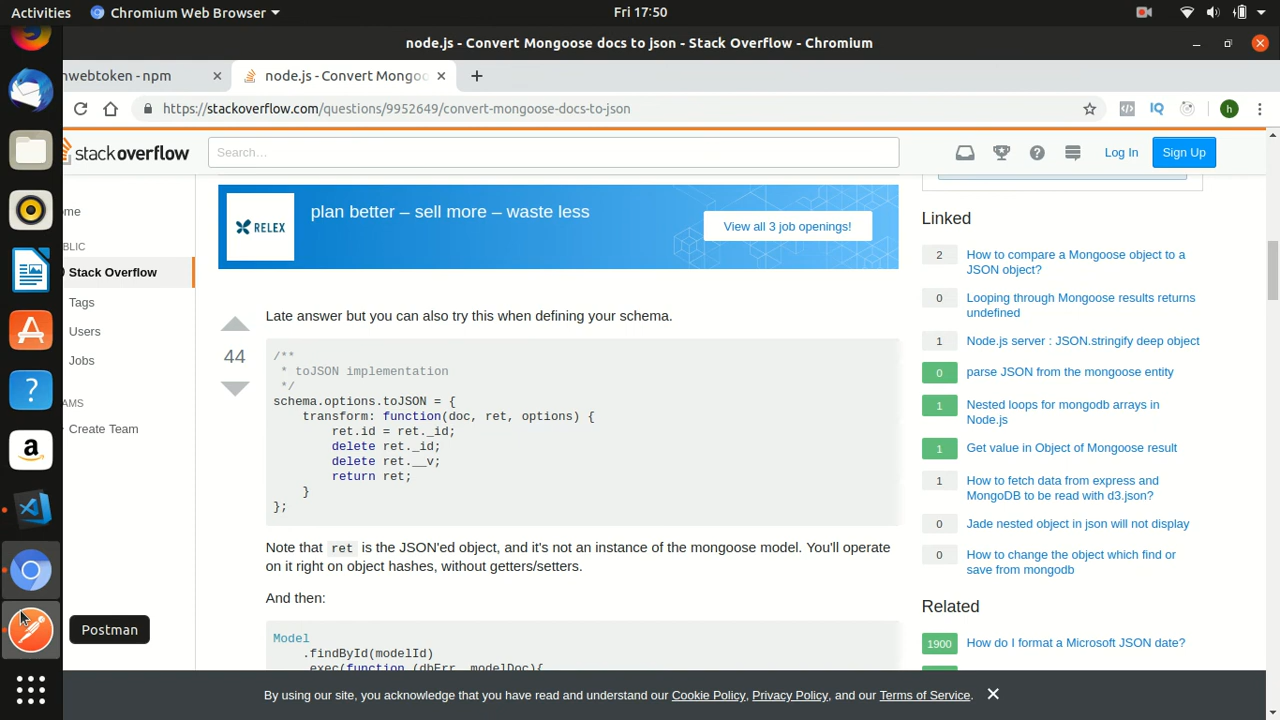 Activities
Chromium Web Browser
Fri 17:50
node.js - Convert Mongoose docs to json - Stack Overflow - Chromium
nwebtoken - npm
node.js - Convert Mongoo
https://stackoverflow.com/questions/9952649/convert-mongoose-docs-to-json
IQ
h
stackoverflow
Search…
Log In
Sign Up
ome
BLIC
Stack Overflow
Tags
Users
Jobs
AMS
Create Team
RELEX
plan better – sell more – waste less
View all 3 job openings!
44
Late answer but you can also try this when defining your schema.
/**
* toJSON implementation
*/
schema.options.toJSON = {
transform: function(doc, ret, options) {
ret.id = ret._id;
delete ret._id;
delete ret.__v;
return ret;
}
};
Note that ret is the JSON'ed object, and it's not an instance of the mongoose model. You'll operate
on it right on object hashes, without getters/setters.
And then:
Model
.findById(modelId)
.exec(function (dbErr, modelDoc){
Linked
2 How to compare a Mongoose object to a
JSON object?
0 Looping through Mongoose results returns
undefined
1 Node.js server : JSON.stringify deep object
0 parse JSON from the mongoose entity
1 Nested loops for mongodb arrays in
Node.js
1 Get value in Object of Mongoose result
1 How to fetch data from express and
MongoDB to be read with d3.json?
0 Jade nested object in json will not display
0 How to change the object which find or
save from mongodb
Related
1900 How do I format a Microsoft JSON date?
Postman
By using our site, you acknowledge that you have read and understand our Cookie Policy, Privacy Policy, and our Terms of Service.